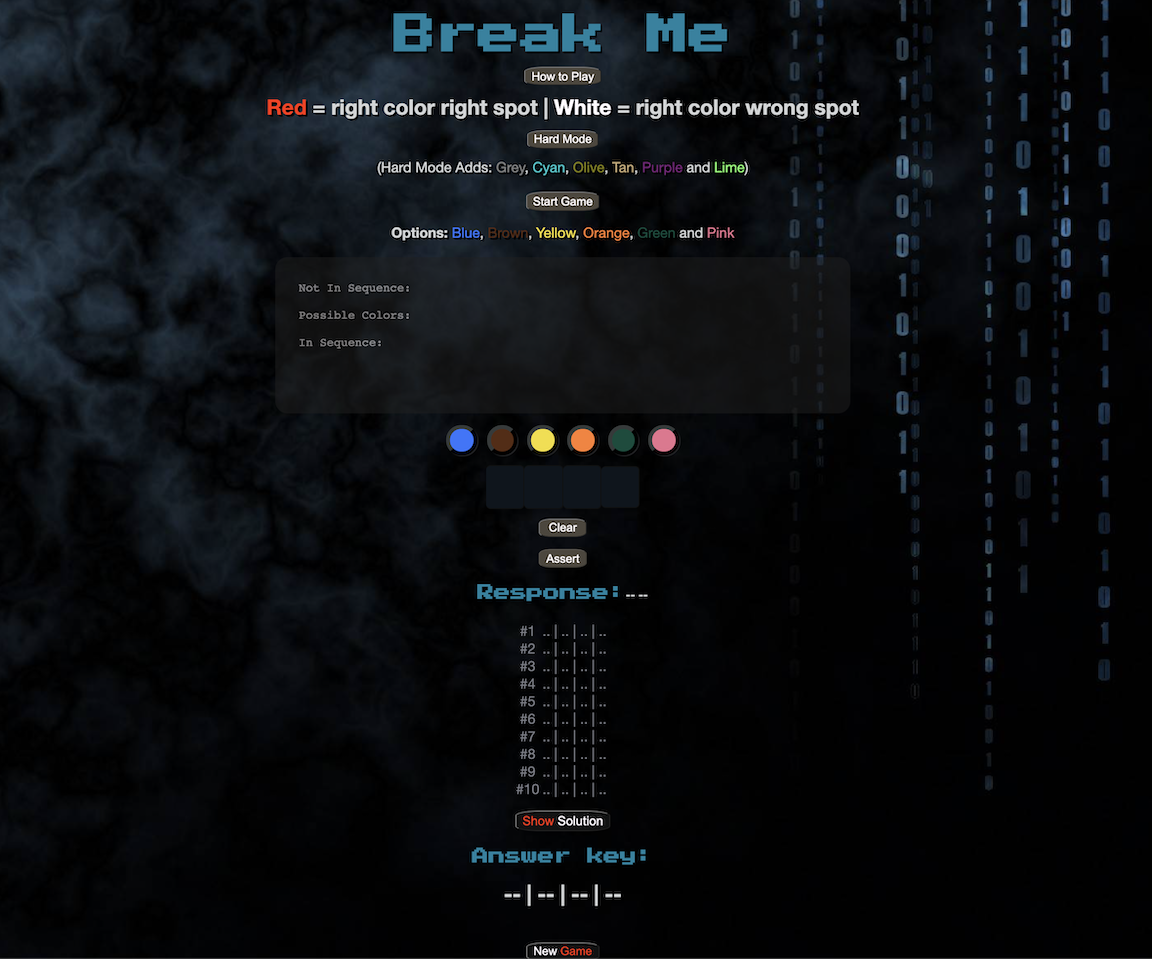 Break Me
How to Play
Red = right color right spot | White = right color wrong spot
Hard Mode
(Hard Mode Adds: Grey, Cyan, Olive, Tan, Purple and Lime)
Start Game
Options: Blue, Brown, Yellow, Orange, Green and Pink
Not In Sequence:
Possible Colors:
In Sequence:
Clear
Assert
Response: -- --
#1 ..|..|..|..
#2 ..|..|..|..
#3 ..|..|..|..
#4 ..|..|..|..
#5 ..|..|..|..
#6 ..|..|..|..
#7 ..|..|..|..
#8 ..|..|..|..
#9 ..|..|..|..
#10 ..|..|..|..
Show Solution
Answer key:
--|--|--|--
New Game